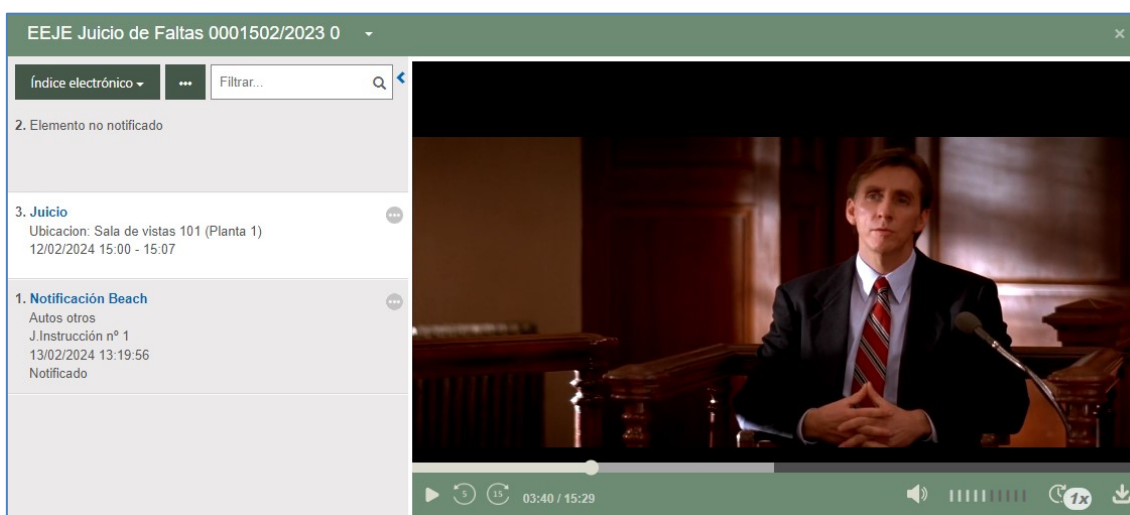 EEJE Juicio de Faltas 0001502/2023 0
Índice electrónico
Filtrar...
2. Elemento no notificado
3. Juicio
Ubicacion: Sala de vistas 101 (Planta 1)
12/02/2024 15:00 - 15:07
1. Notificación Beach
Autos otros
J.Instrucción nº 1
13/02/2024 13:19:56
Notificado
5 15 03:40 / 15:29 1x